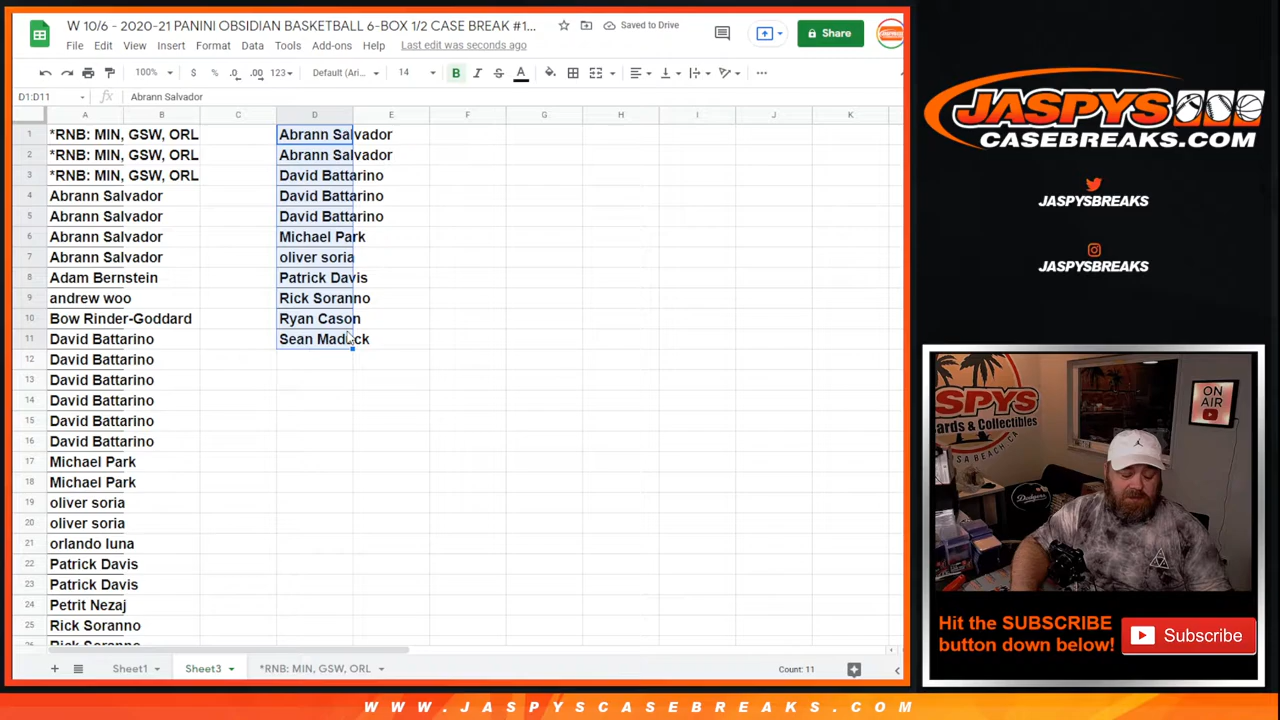 W 10/6 - 2020-21 PANINI OBSIDIAN BASKETBALL 6-BOX 1/2 CASE BREAK #1...
Saved to Drive
Share
File Edit View Insert Format Data Tools Add-ons Help Last edit was seconds ago
100% $ % .0 .00 123 Default (Ari... 14 B I S A
D1:D11 fx Abrann Salvador
A B C D E F G H I J K
1 *RNB: MIN, GSW, ORL Abrann Salvador
2 *RNB: MIN, GSW, ORL Abrann Salvador
3 *RNB: MIN, GSW, ORL David Battarino
4 Abrann Salvador David Battarino
5 Abrann Salvador David Battarino
6 Abrann Salvador Michael Park
7 Abrann Salvador oliver soria
8 Adam Bernstein Patrick Davis
9 andrew woo Rick Soranno
10 Bow Rinder-Goddard Ryan Cason
11 David Battarino Sean
12 David Battarino
13 David Battarino
14 David Battarino
15 David Battarino
16 David Battarino
17 Michael Park
18 Michael Park
19 oliver soria
20 oliver soria
21 orlando luna
22 Patrick Davis
23 Patrick Davis
24 Petrit Nezaj
25 Rick Soranno
Rick Soranno
Sheet1 Sheet3 *RNB: MIN, GSW, ORL Count: 11
JASPYS
CASEBREAKS.COM
JASPYSBREAKS
JASPYSBREAKS
ON
AIR
Dodgers
Hit the SUBSCRIBE
button down below!
Subscribe
WWW.JASPYSCASEBREAKS.COM